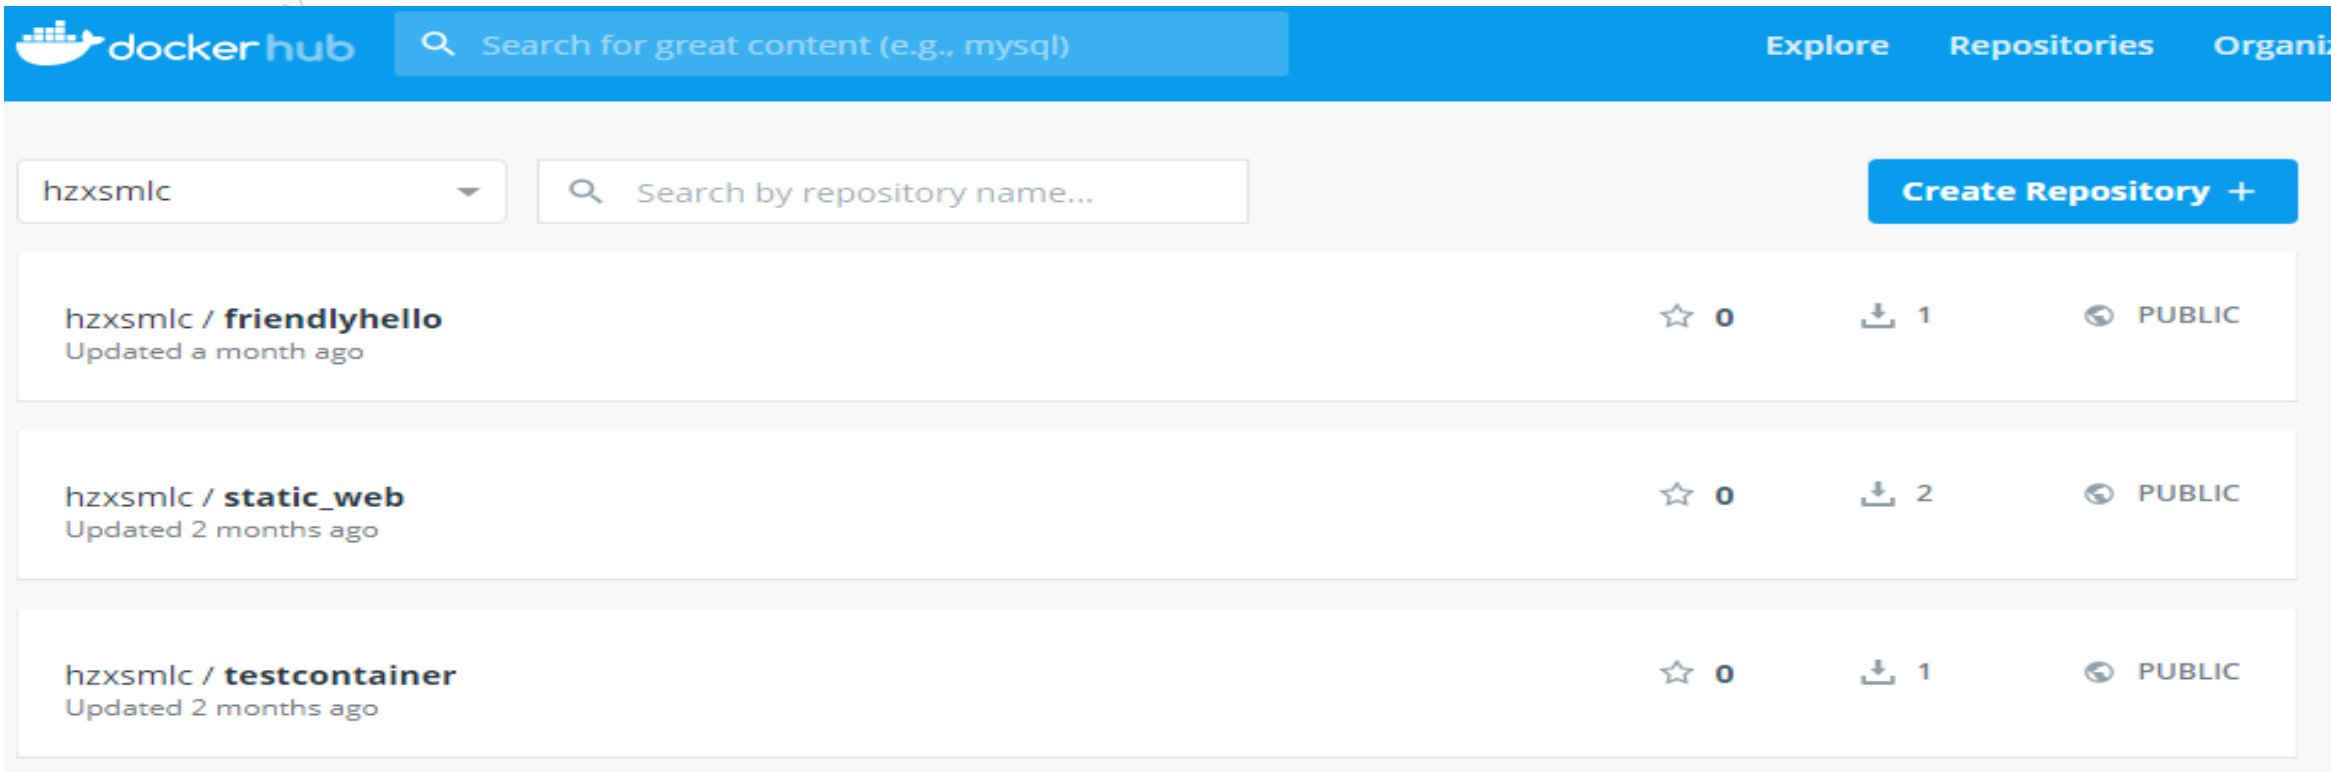 dockerhub Search for great content (e.g., mysql) Explore Repositories Organiz
hzxsmlc Search by repository name... Create Repository +
hzxsmlc / friendlyhello 0 1 PUBLIC
Updated a month ago
hzxsmlc / static_web 0 2 PUBLIC
Updated 2 months ago
hzxsmlc / testcontainer 0 1 PUBLIC
Updated 2 months ago